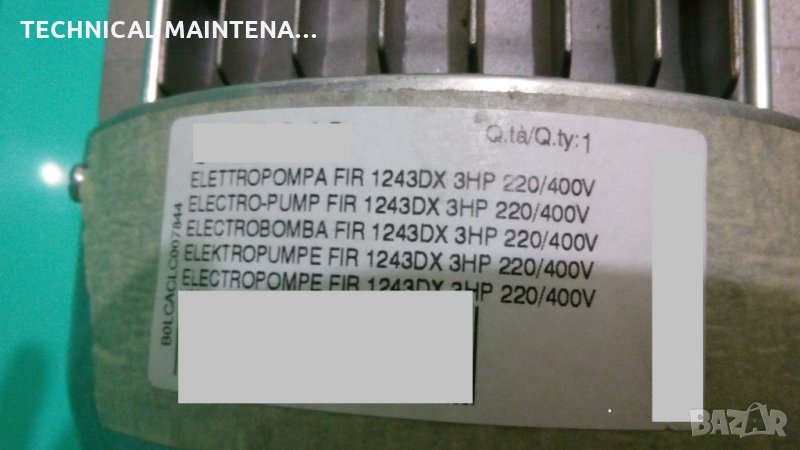 TECHNICAL MAINTENA...
Q.tà/Q.ty:1
ELETTROPOMPA FIR 1243DX 3HP 220/400V
ELECTRO-PUMP FIR 1243DX 3HP 220/400V
ELECTROBOMBA FIR 1243DX 3HP 220/400V
ELEKTROPUMPE FIR 1243DX 3HP 220/400V
ELECTROPOMPE FIR 1243DX 3HP 220/400V
B0LCACLC007844
BAZAR